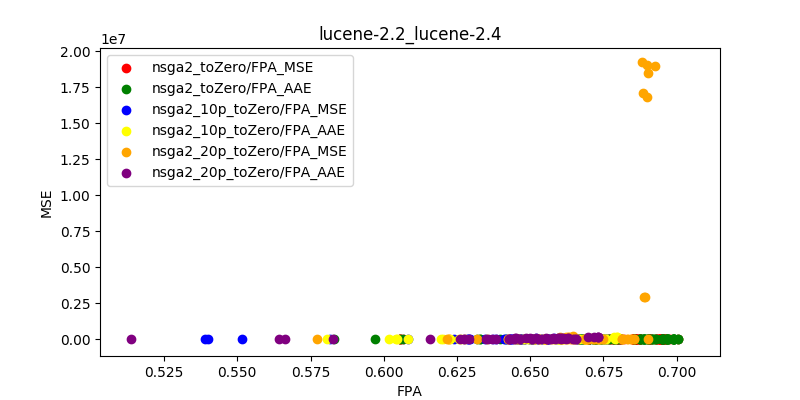 lucene-2.2_lucene-2.4
1e7
2.00
1.75
1.50
1.25
1.00
0.75
0.50
0.25
0.00
MSE
nsga2_toZero/FPA_MSE
nsga2_toZero/FPA_AAE
nsga2_10p_toZero/FPA_MSE
nsga2_10p_toZero/FPA_AAE
nsga2_20p_toZero/FPA_MSE
nsga2_20p_toZero/FPA_AAE
0.525 0.550 0.575 0.600 0.625 0.650 0.675 0.700
FPA